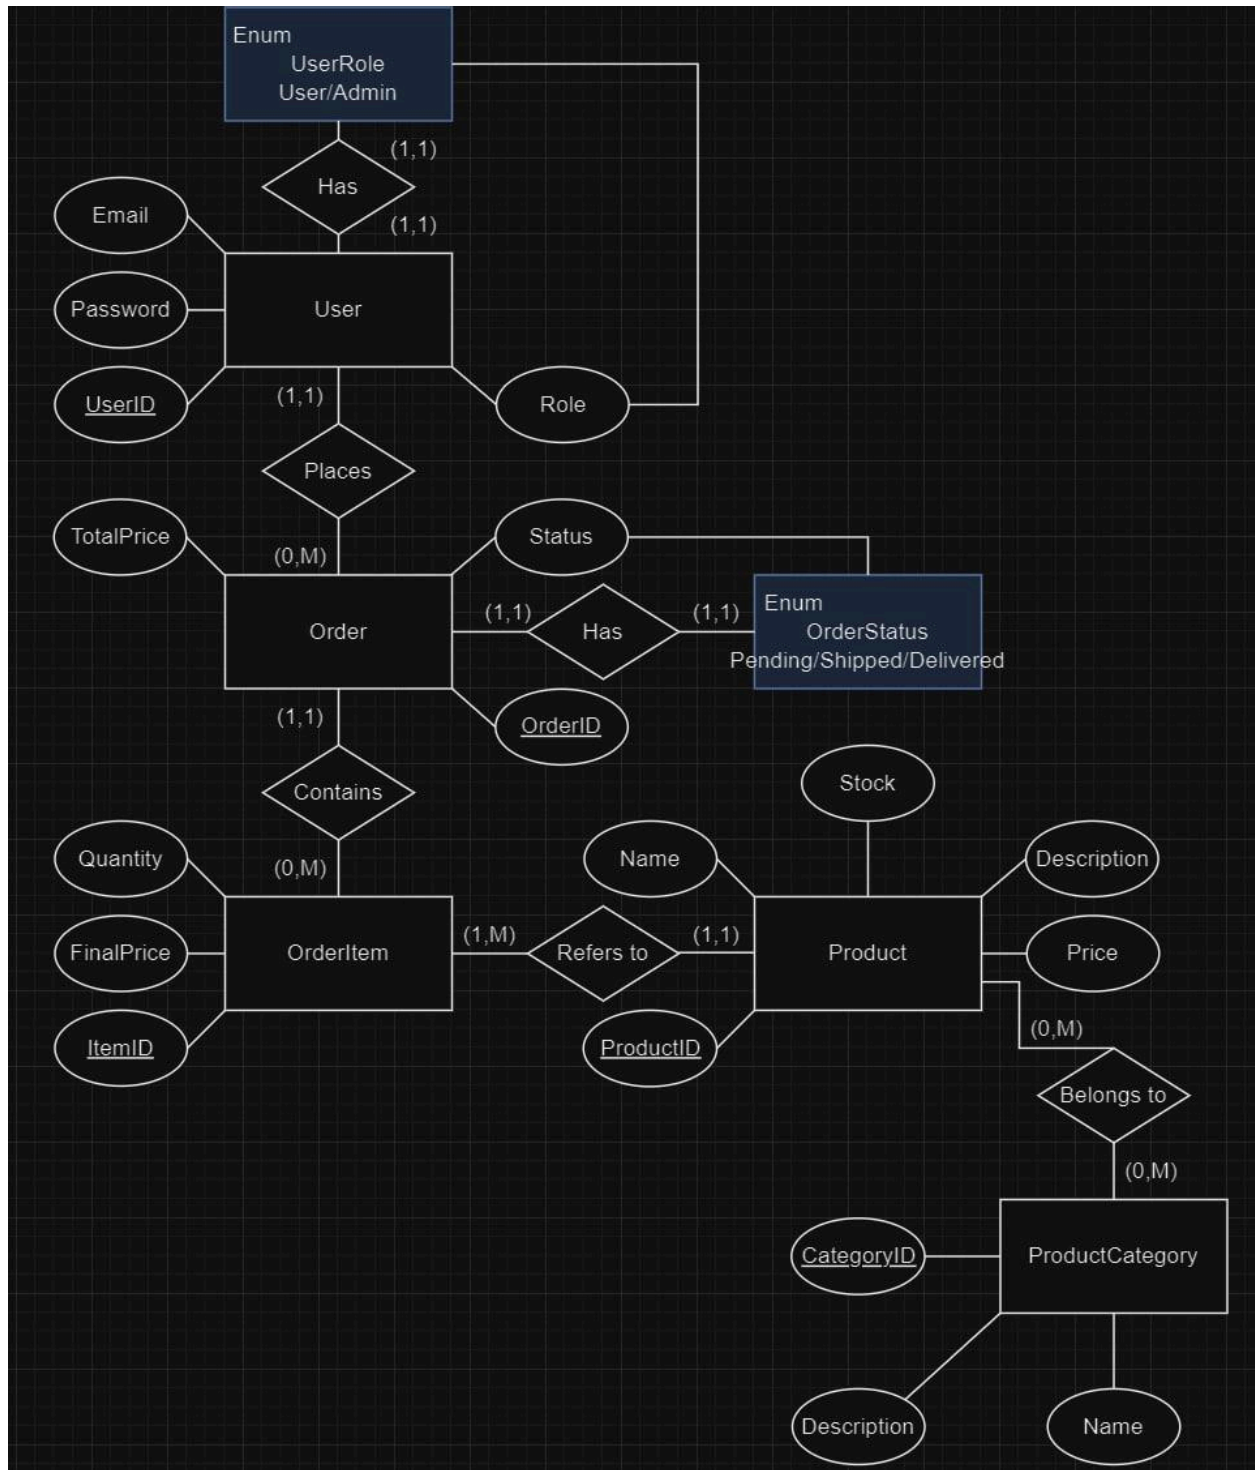 Enum
UserRole
User/Admin
(1,1)
Has
(1,1)
Email
Password
User
UserID
(1,1)
Role
Places
TotalPrice
Status
(0,M)
Order
(1,1)
Has
(1,1)
Enum
OrderStatus
Pending/Shipped/Delivered
(1,1)
OrderID
Contains
Stock
Quantity
(0,M)
Name
Description
FinalPrice
OrderItem
(1,M)
Refers to
(1,1)
Product
Price
ItemID
ProductID
(0,M)
Belongs to
(0,M)
CategoryID
ProductCategory
Description
Name